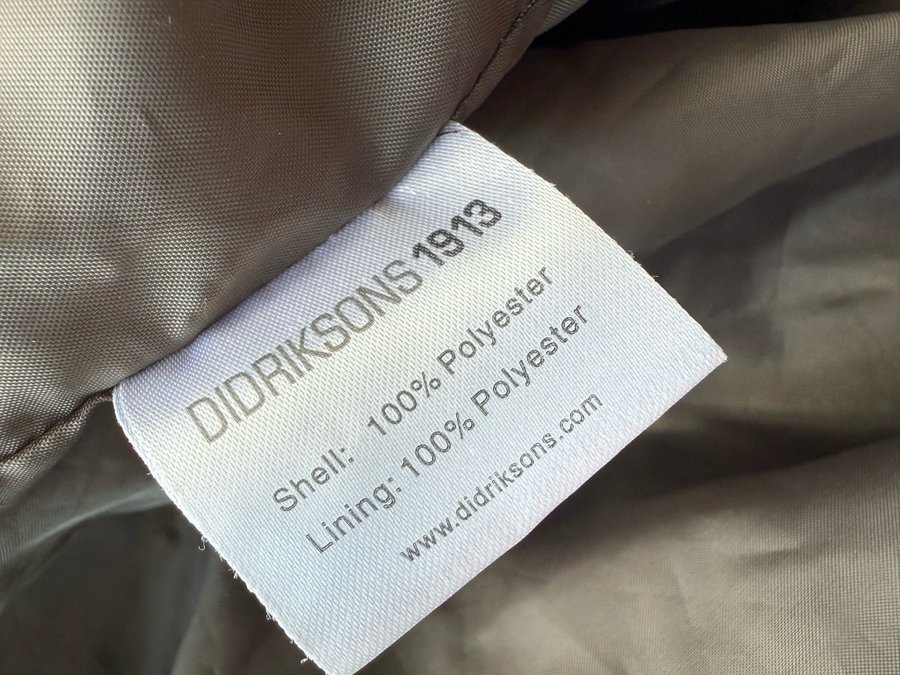 DIDRIKSONS1913
Shell: 100% Polyester
Lining: 100% Polyester
www.didriksons.com